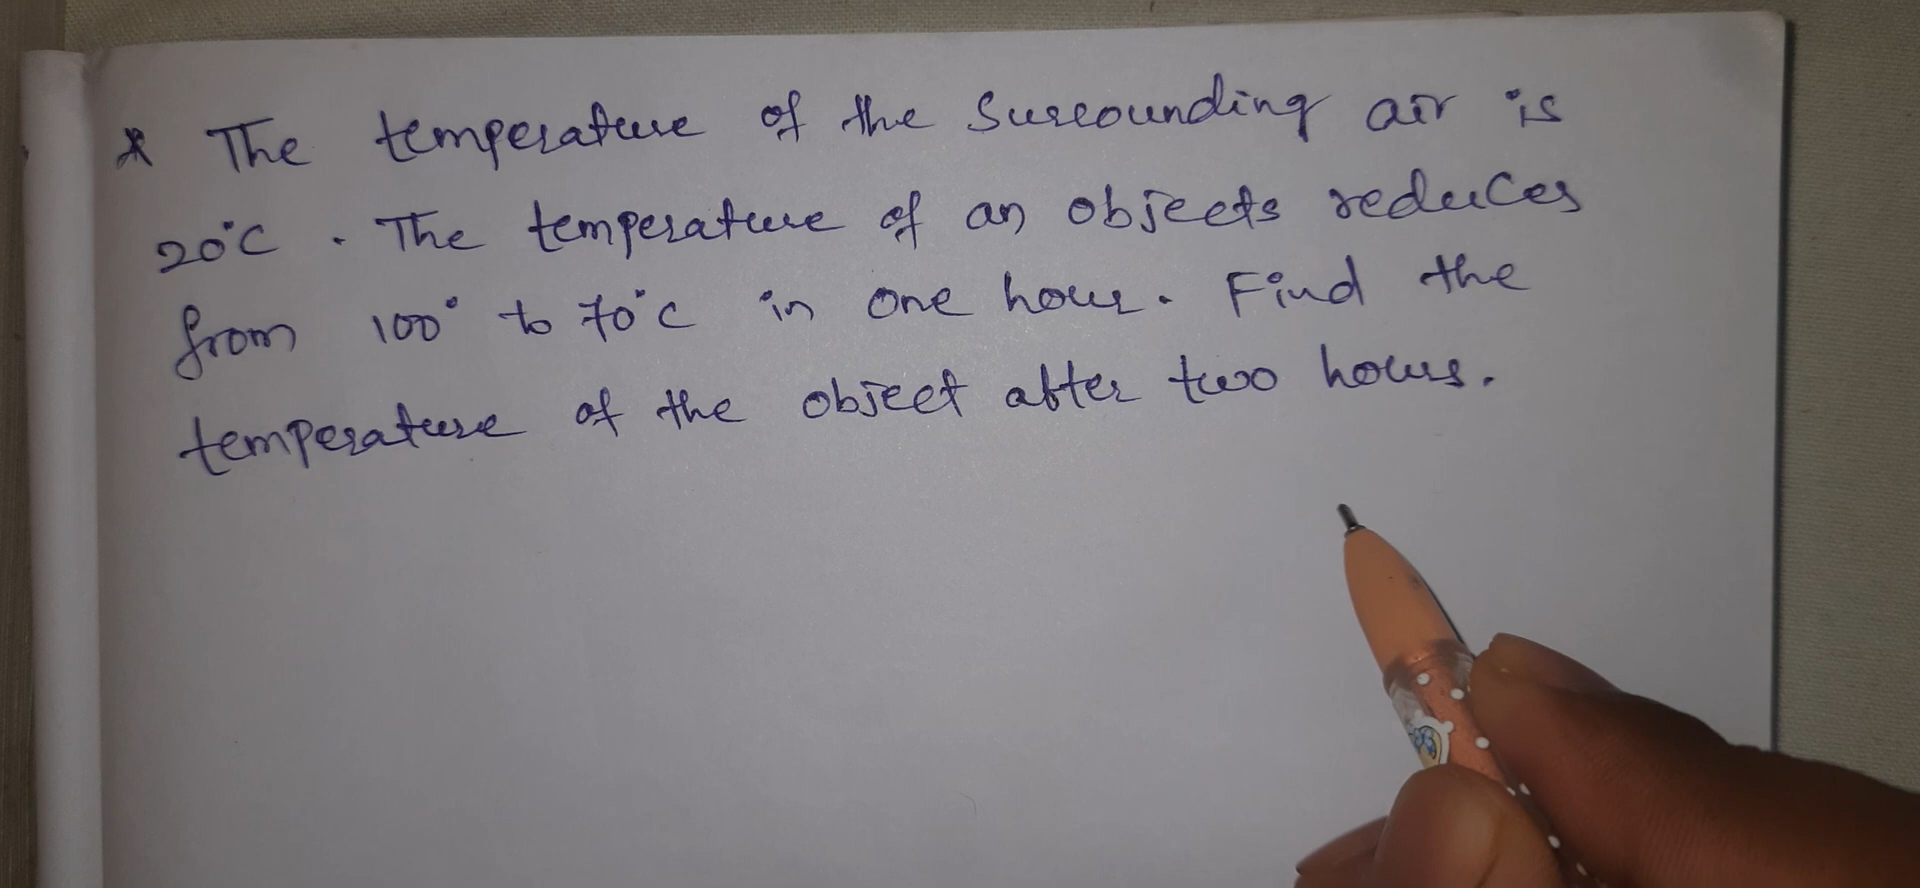 * The temperature of the Surrounding air is
20°C . The temperature of an objects reduces
from 100° to 70°C in one hour. Find the
temperature of the object after two hours.